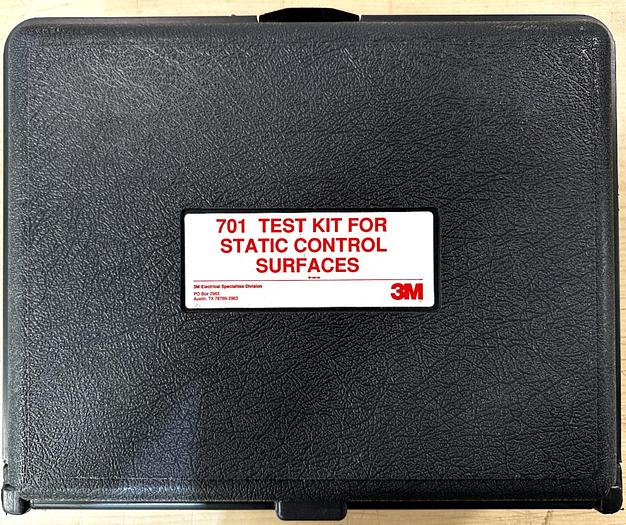 701 TEST KIT FOR
STATIC CONTROL
SURFACES
3M Electrical Specialties Division
PO Box 2963
Austin, TX 78769-2963
3M